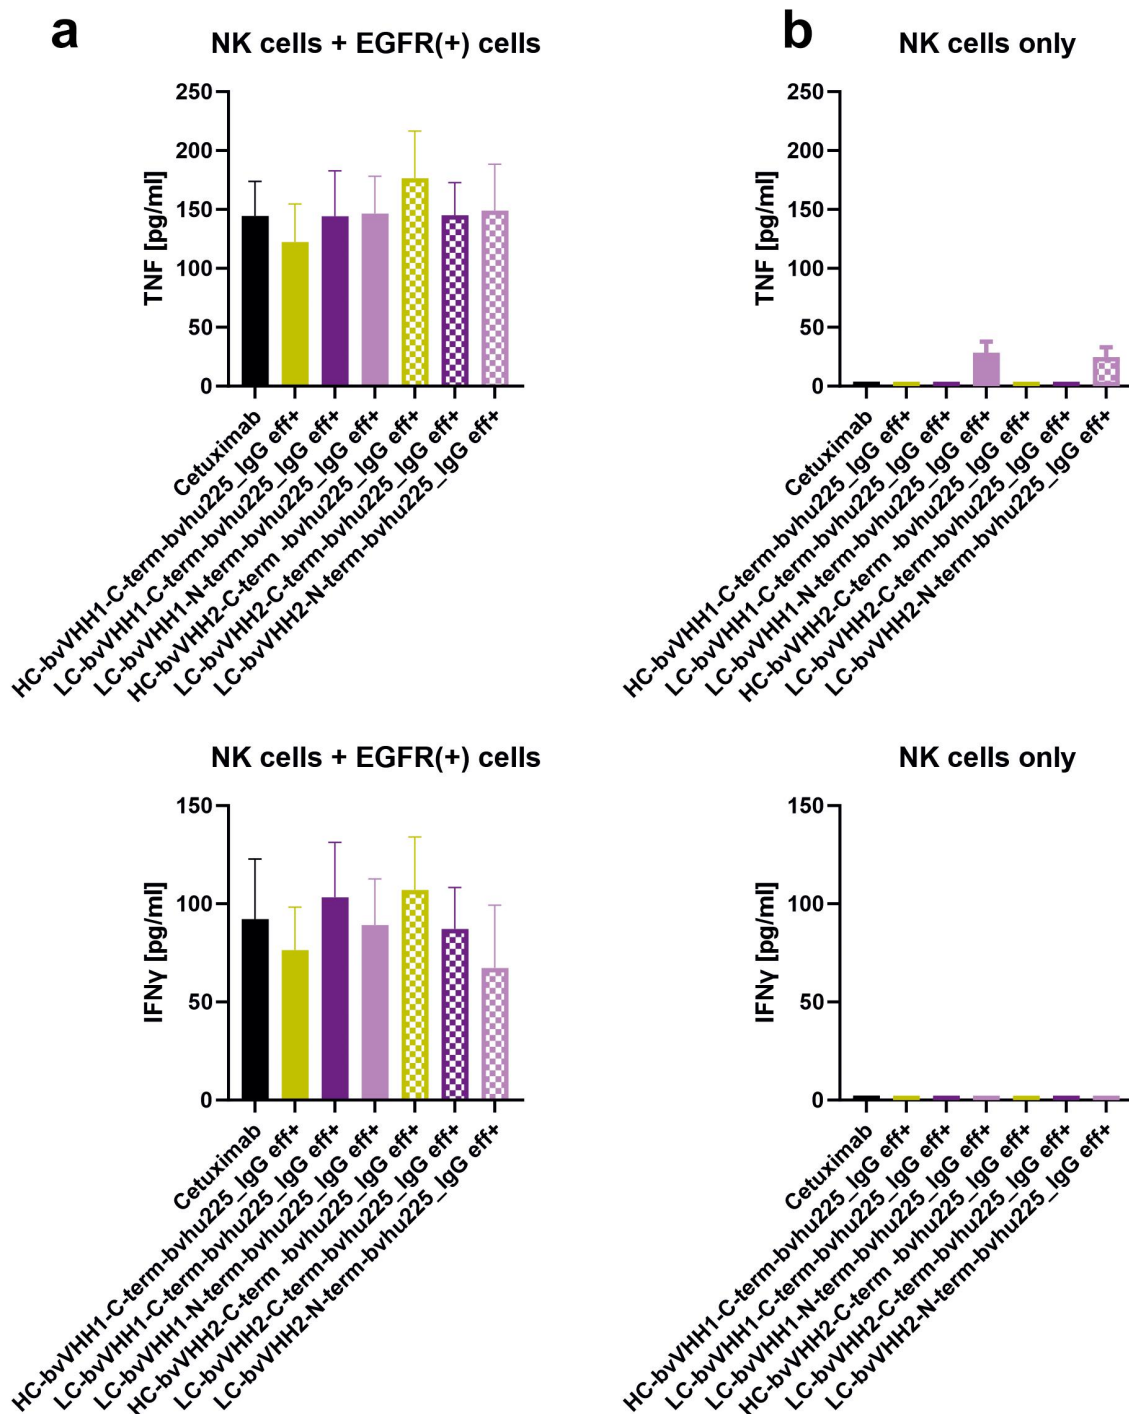 a
NK cells + EGFR(+) cells
250
200
150
100
50
0
TNF [pg/ml]
Cetuximab
HC-bvVHH1-C-term-bvhu225_IgG eff+
LC-bvVHH1-C-term-bvhu225_IgG eff+
LC-bvVHH1-N-term-bvhu225_IgG eff+
HC-bvVHH2-C-term -bvhu225_IgG eff+
LC-bvVHH2-C-term-bvhu225_IgG eff+
LC-bvVHH2-N-term-bvhu225_IgG eff+
b
NK cells only
250
200
150
100
50
0
TNF [pg/ml]
Cetuximab
HC-bvVHH1-C-term-bvhu225_IgG eff+
LC-bvVHH1-C-term-bvhu225_IgG eff+
LC-bvVHH1-N-term-bvhu225_IgG eff+
HC-bvVHH2-C-term -bvhu225_IgG eff+
LC-bvVHH2-C-term-bvhu225_IgG eff+
LC-bvVHH2-N-term-bvhu225_IgG eff+
NK cells + EGFR(+) cells
150
100
50
0
IFNγ [pg/ml]
Cetuximab
HC-bvVHH1-C-term-bvhu225_IgG eff+
LC-bvVHH1-C-term-bvhu225_IgG eff+
LC-bvVHH1-N-term-bvhu225_IgG eff+
HC-bvVHH2-C-term -bvhu225_IgG eff+
LC-bvVHH2-C-term-bvhu225_IgG eff+
LC-bvVHH2-N-term-bvhu225_IgG eff+
NK cells only
150
100
50
0
IFNγ [pg/ml]
Cetuximab
HC-bvVHH1-C-term-bvhu225_IgG eff+
LC-bvVHH1-C-term-bvhu225_IgG eff+
LC-bvVHH1-N-term-bvhu225_IgG eff+
HC-bvVHH2-C-term -bvhu225_IgG eff+
LC-bvVHH2-C-term-bvhu225_IgG eff+
LC-bvVHH2-N-term-bvhu225_IgG eff+